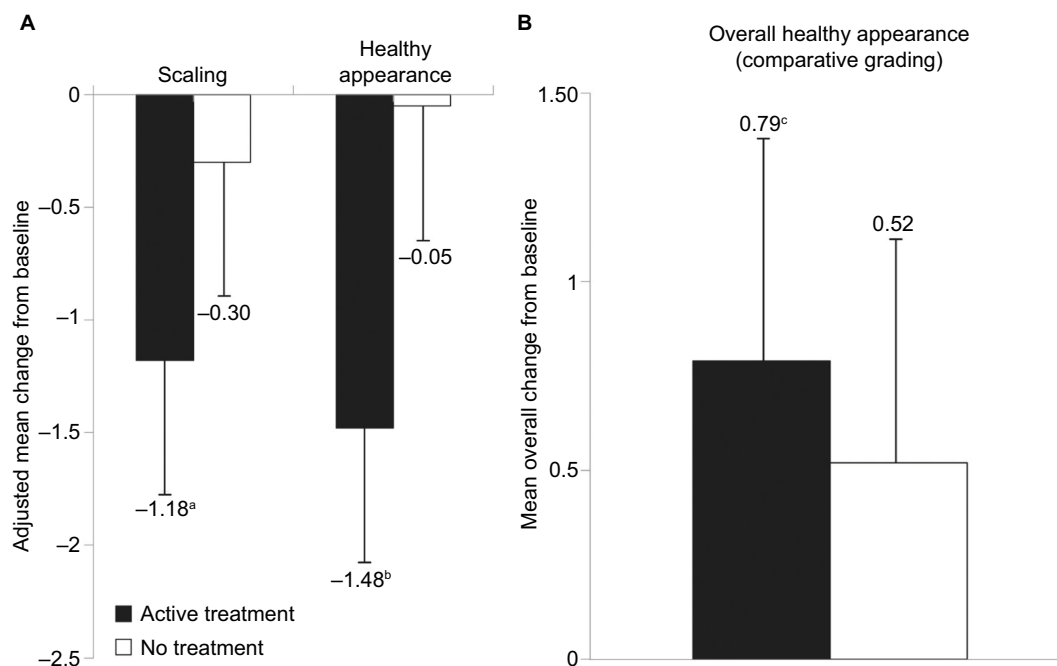 A
Scaling
Healthy
appearance
Adjusted mean change from baseline
0
–0.5
–1
–1.5
–2
–2.5
–1.18ᵃ
–0.30
–1.48ᵇ
–0.05
Active treatment
No treatment
B
Overall healthy appearance
(comparative grading)
Mean overall change from baseline
1.50
1
0.5
0
0.79ᶜ
0.52